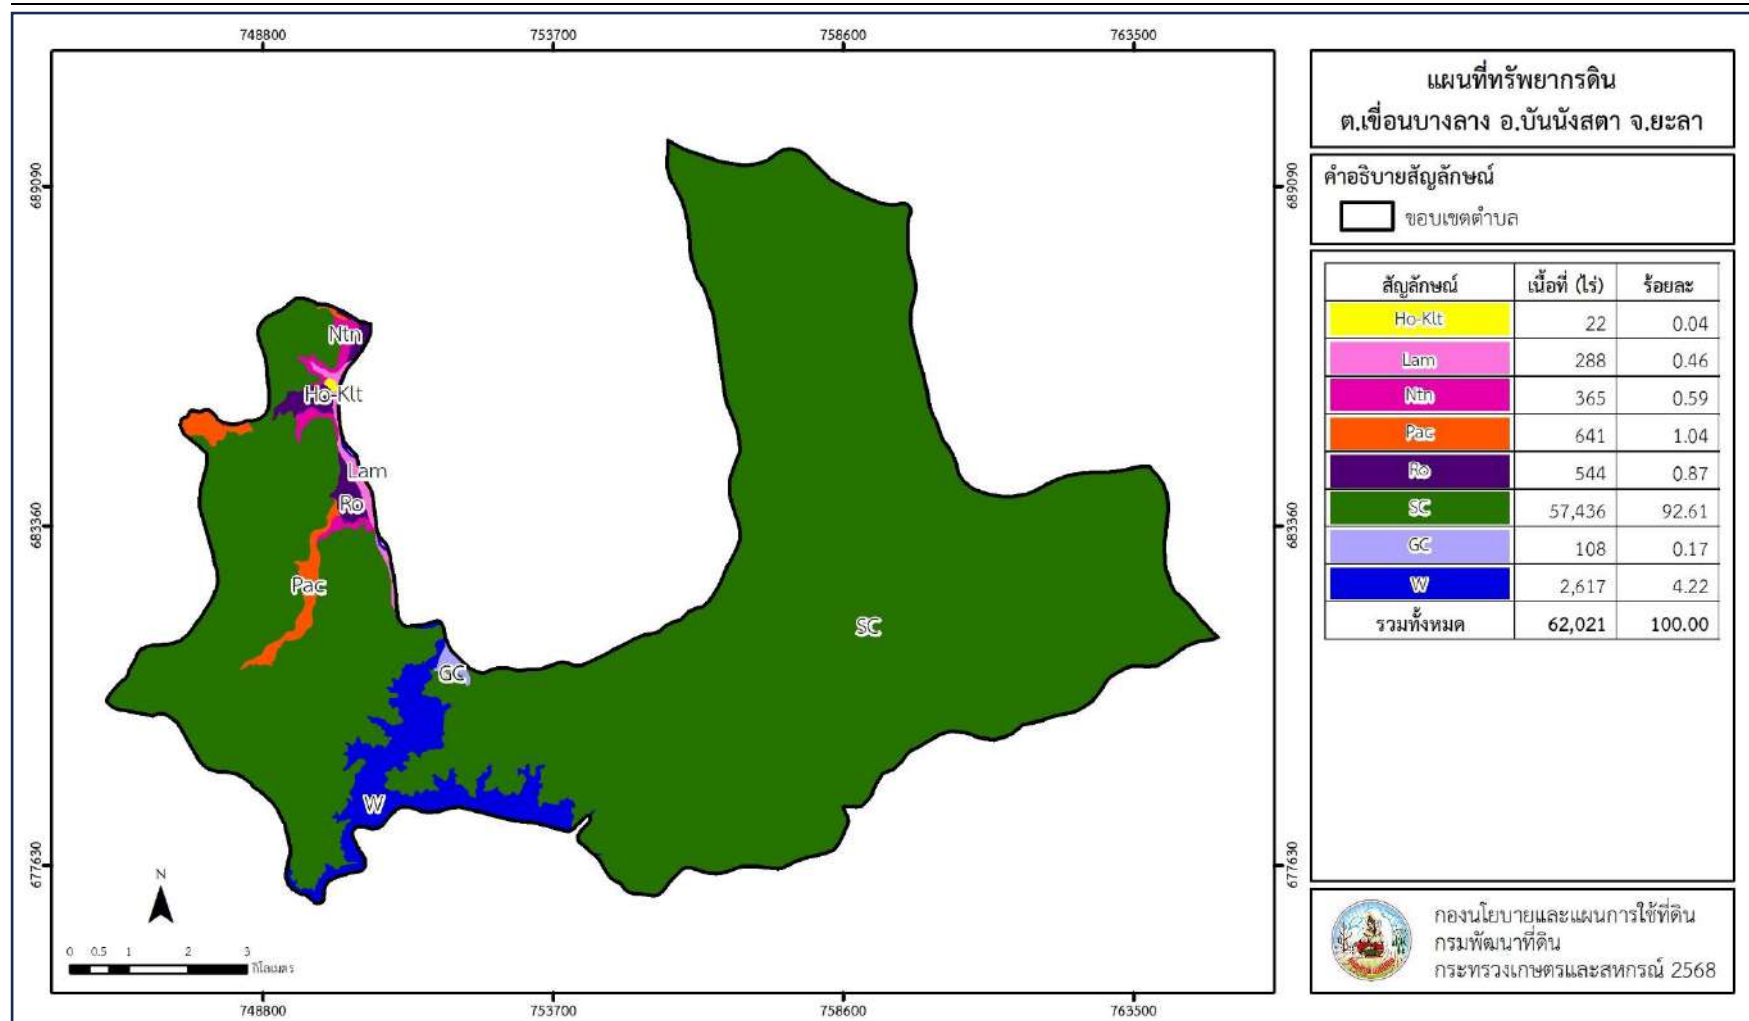 748800 753700 758600 763500
แผนที่ทรัพยากรดิน
ต.เขื่อนบางลาง อ.บันนังสตา จ.ยะลา
คำอธิบายสัญลักษณ์
ขอบเขตตำบล
689090 689090
สัญลักษณ์ เนื้อที่ (ไร่) ร้อยละ
Ho-Klt 22 0.04
Lam 288 0.46
Ntn 365 0.59
Pac 641 1.04
Ro 544 0.87
SC 57,436 92.61
GC 108 0.17
W 2,617 4.22
รวมทั้งหมด 62,021 100.00
Ntn
Ho-Klt
Lam
Ro
683360 683360
Pac
SC
GC
W
677630 677630
N
0 0.5 1 2 3
กิโลเมตร
748800 753700 758600 763500
กองนโยบายและแผนการใช้ที่ดิน
กรมพัฒนาที่ดิน
กระทรวงเกษตรและสหกรณ์ 2568